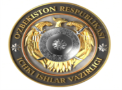 O'ZBEKISTON RESPUBLIKASI
ICHKI ISHLAR VAZIRLIGI